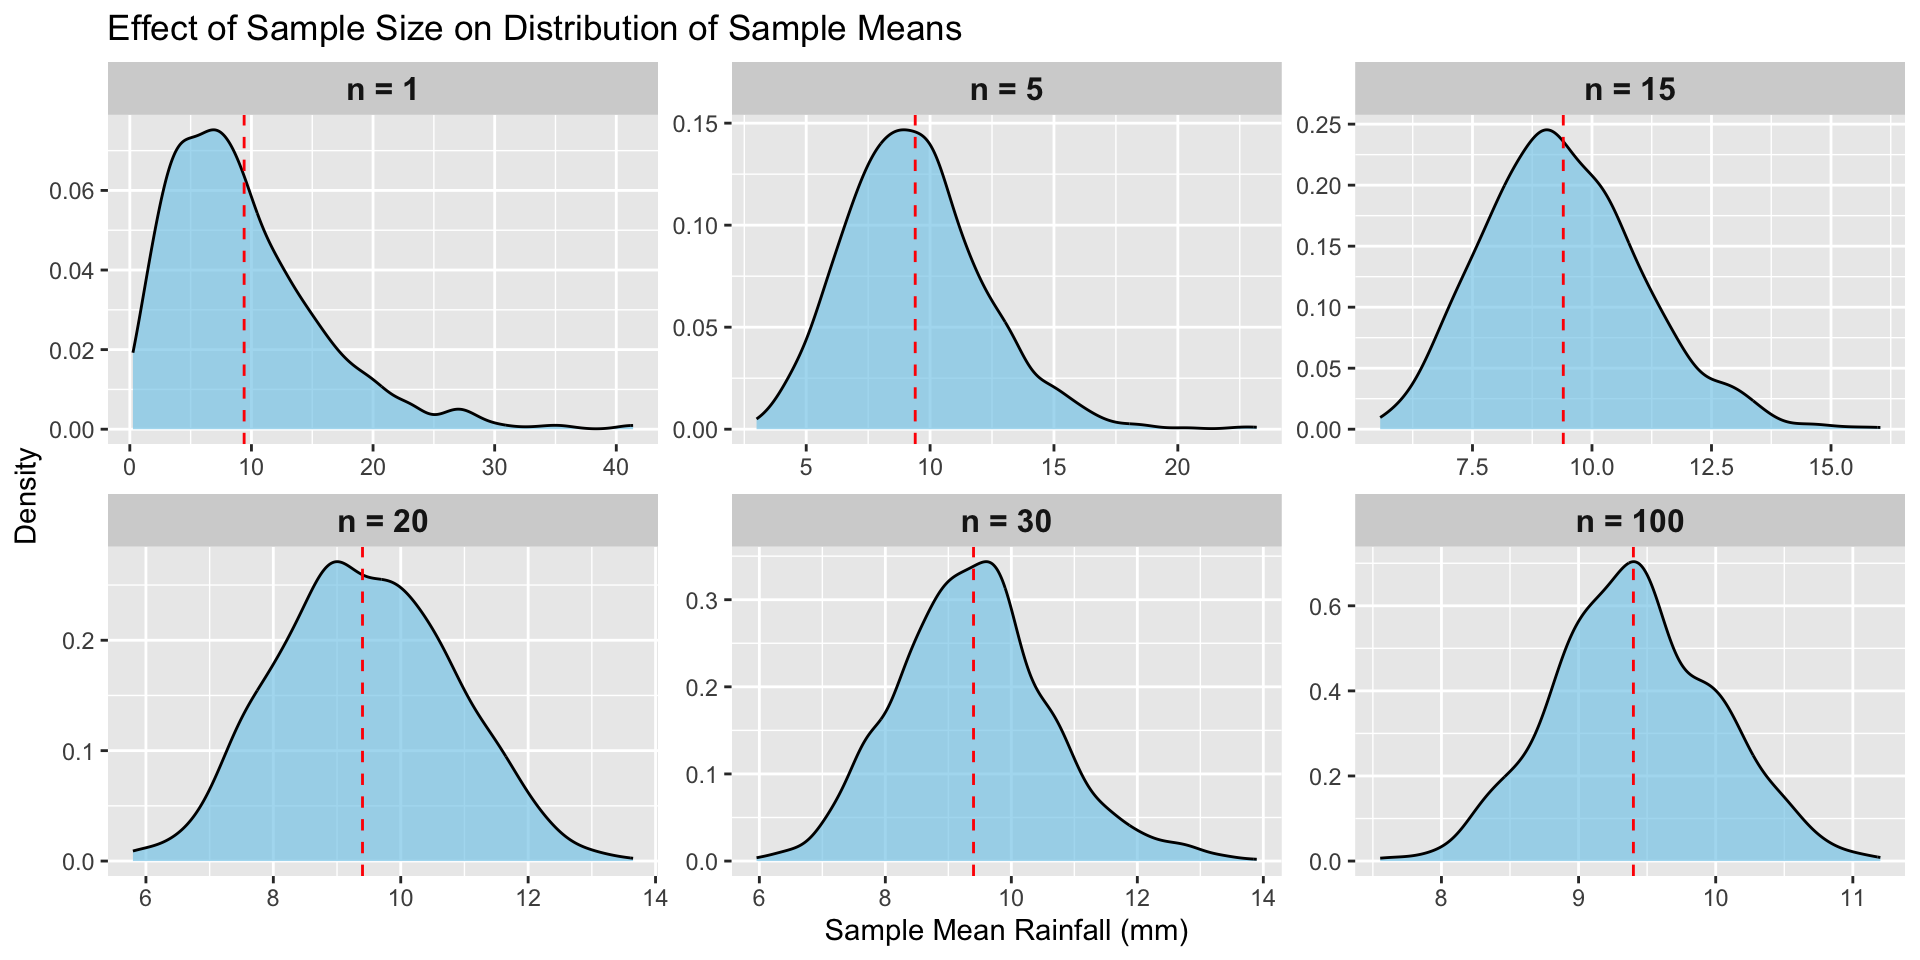 Effect of Sample Size on Distribution of Sample Means
n = 1
n = 5
n = 15
0.06
0.04
0.02
0.00
0 10 20 30 40
0.15
0.10
0.05
0.00
5 10 15 20
0.25
0.20
0.15
0.10
0.05
0.00
7.5 10.0 12.5 15.0
Density
n = 20
n = 30
n = 100
0.2
0.1
0.0
6 8 10 12 14
0.3
0.2
0.1
0.0
6 8 10 12 14
0.6
0.4
0.2
0.0
8 9 10 11
Sample Mean Rainfall (mm)